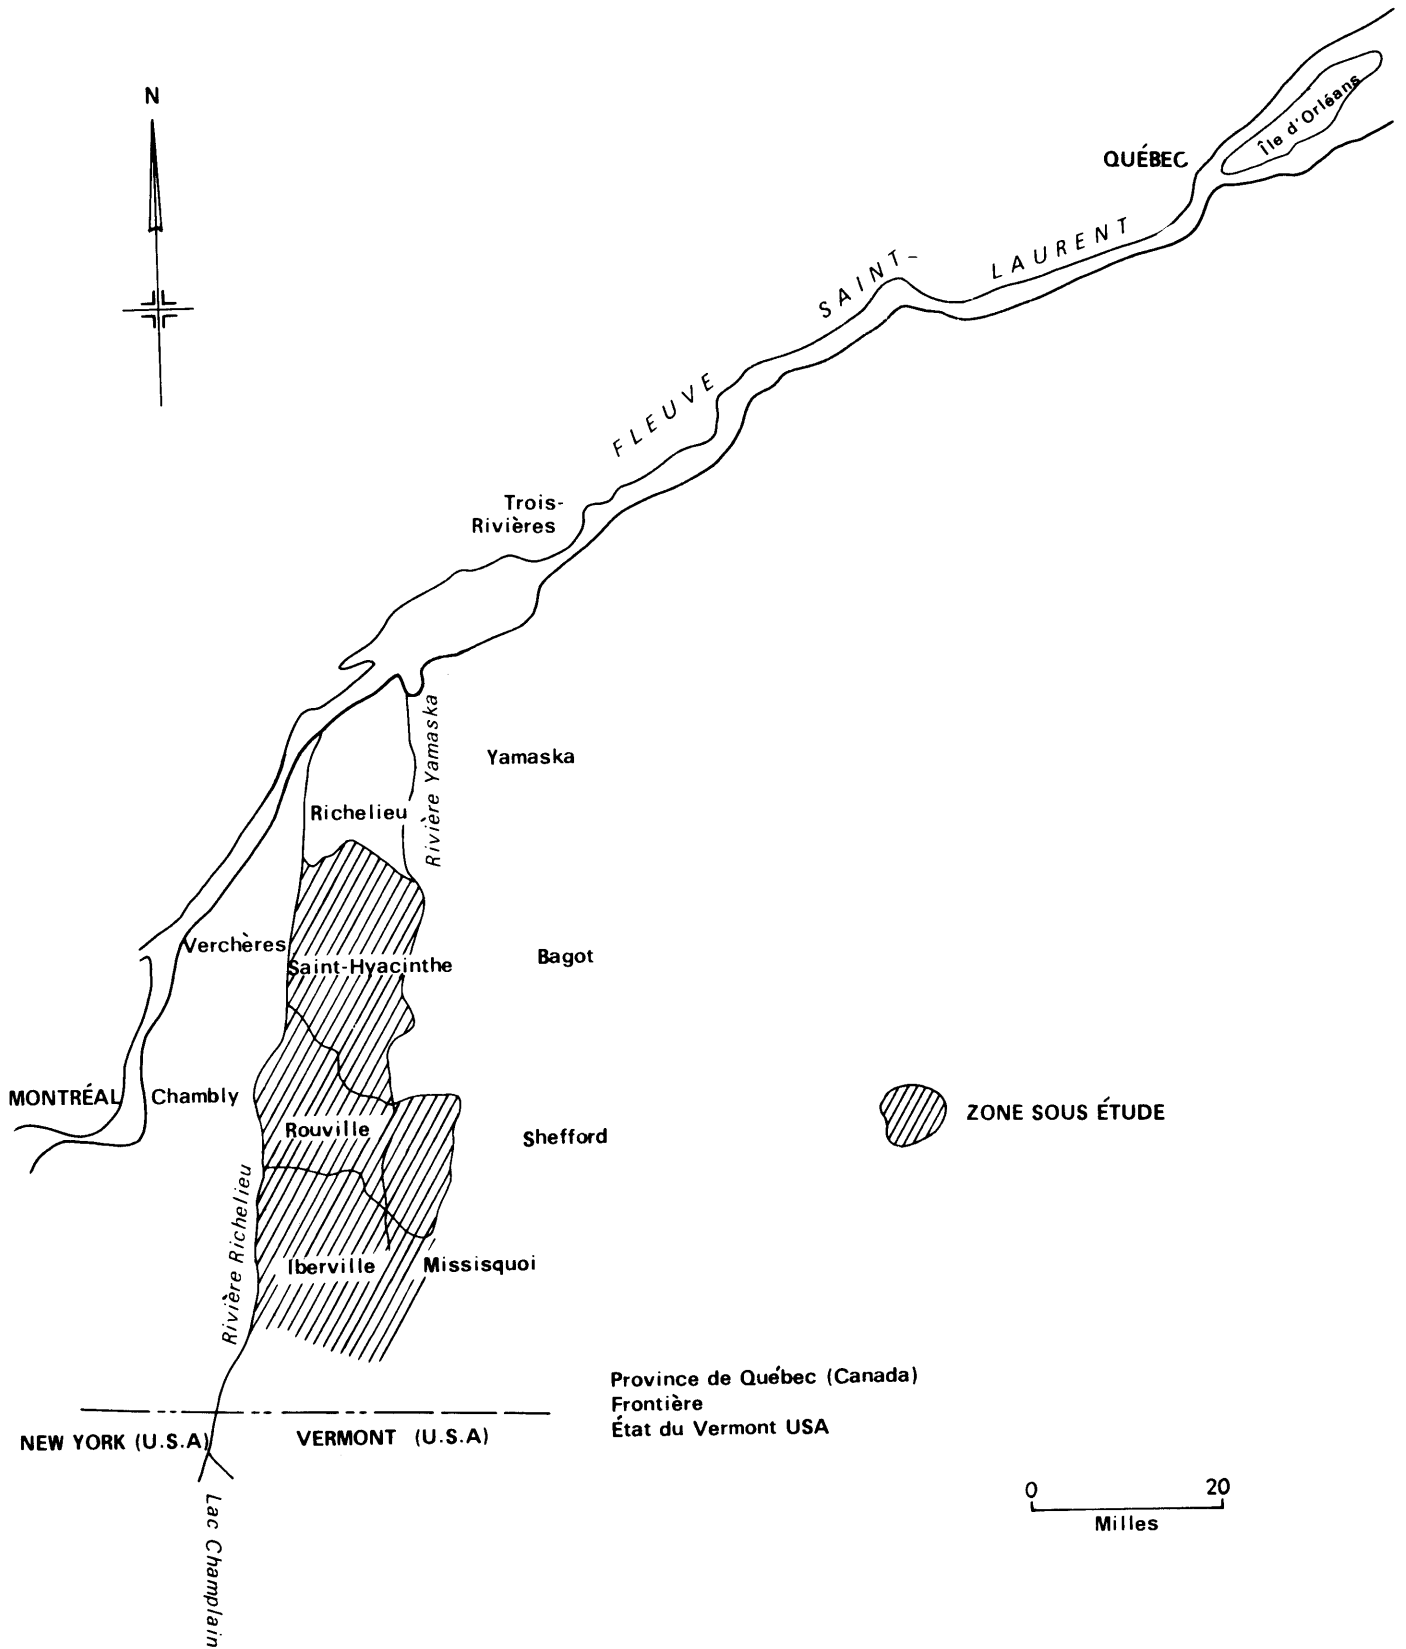 N
Île d'Orléans
QUÉBEC
FLEUVE SAINT-LAURENT
Trois-
Rivières
Rivière Yamaska
Yamaska
Richelieu
Verchères
Saint-Hyacinthe
Bagot
MONTRÉAL
Chambly
Rouville
Shefford
ZONE SOUS ÉTUDE
Rivière Richelieu
Iberville
Missisquoi
Province de Québec (Canada)
Frontière
État du Vermont USA
NEW YORK (U.S.A)
VERMONT (U.S.A)
0 20
Milles
Lac Champlain